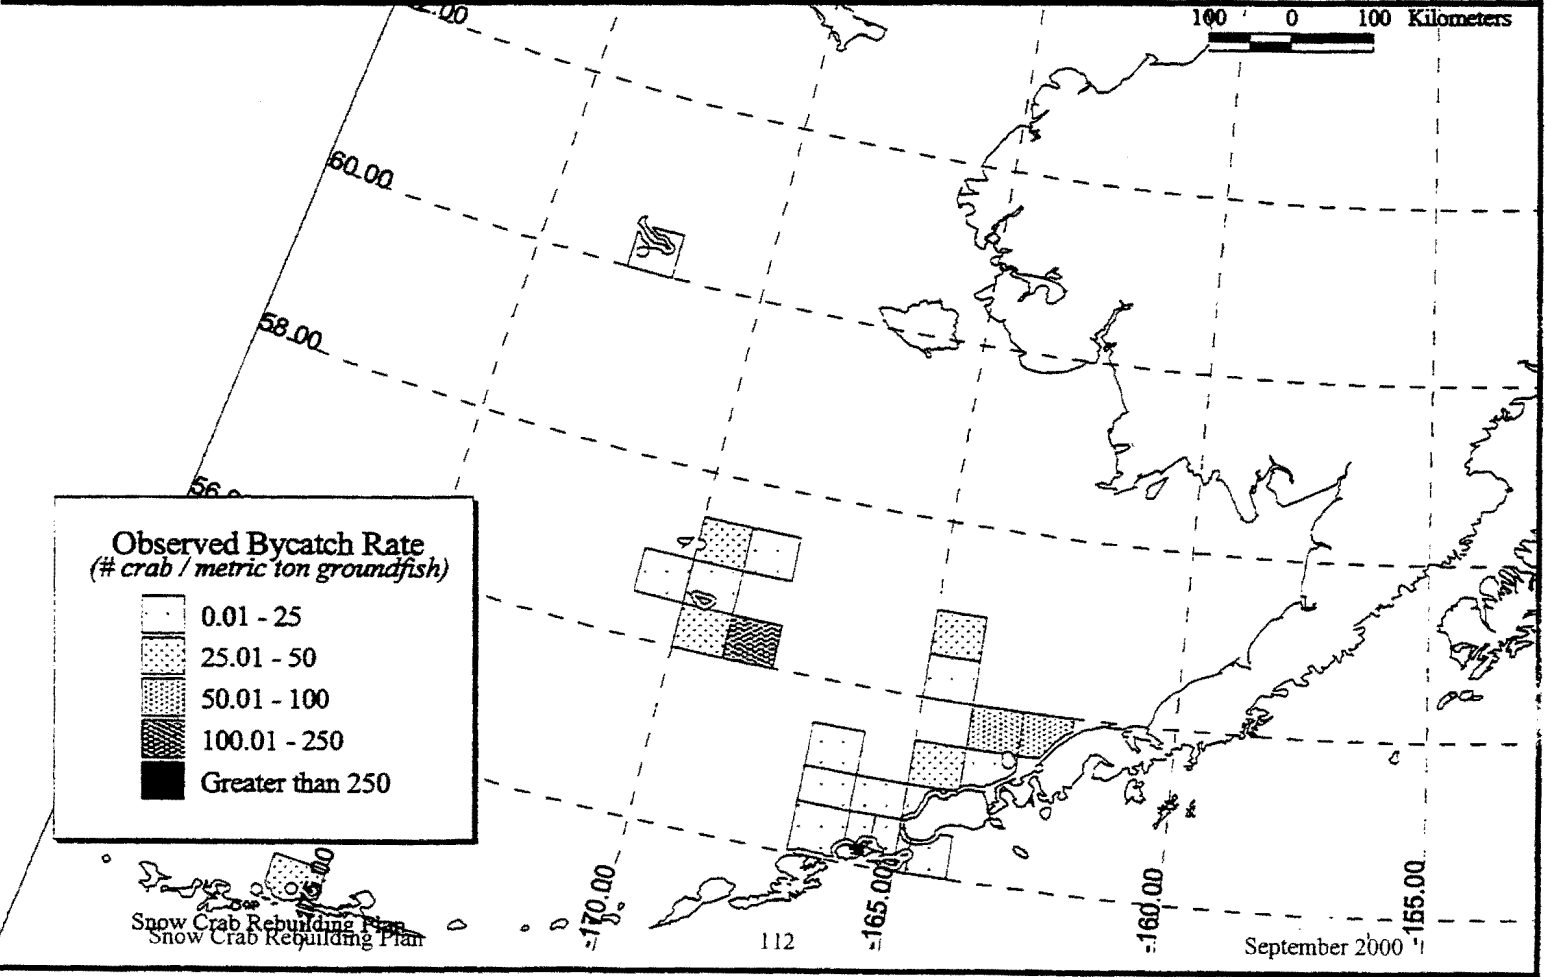 100 0 100 Kilometers
60.00
58.00
Observed Bycatch Rate
(# crab / metric ton groundfish)
0.01 - 25
25.01 - 50
50.01 - 100
100.01 - 250
Greater than 250
-170.00
-165.00
-160.00
-155.00
Snow Crab Rebuilding Plan
Snow Crab Rebuilding Plan
112
September 2000